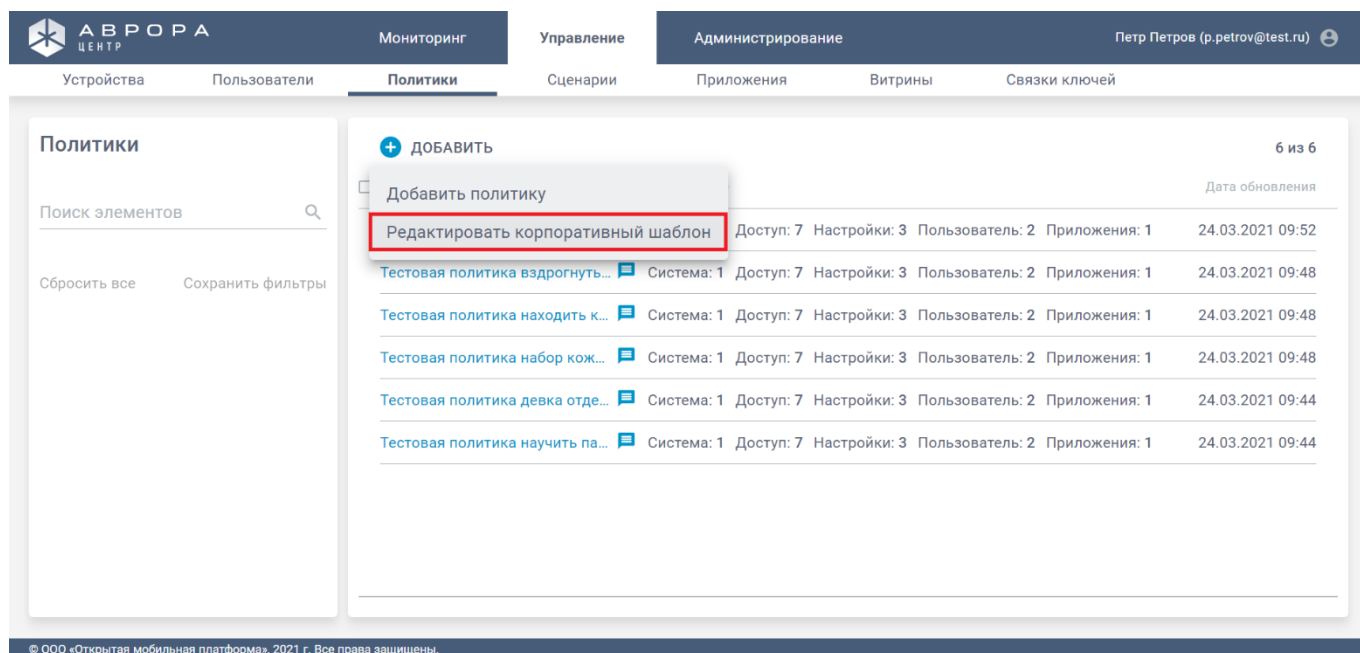 АВРОРА
ЦЕНТР
Мониторинг Управление Администрирование Петр Петров (p.petrov@test.ru)
Устройства Пользователи Политики Сценарии Приложения Витрины Связки ключей
Политики
Поиск элементов
Сбросить все Сохранить фильтры
ДОБАВИТЬ 6 из 6
Добавить политику
Редактировать корпоративный шаблон
Дата обновления
Доступ: 7 Настройки: 3 Пользователь: 2 Приложения: 1 24.03.2021 09:52
Тестовая политика вздрогнуть... Система: 1 Доступ: 7 Настройки: 3 Пользователь: 2 Приложения: 1 24.03.2021 09:48
Тестовая политика находить к... Система: 1 Доступ: 7 Настройки: 3 Пользователь: 2 Приложения: 1 24.03.2021 09:48
Тестовая политика набор кож... Система: 1 Доступ: 7 Настройки: 3 Пользователь: 2 Приложения: 1 24.03.2021 09:48
Тестовая политика девка отде... Система: 1 Доступ: 7 Настройки: 3 Пользователь: 2 Приложения: 1 24.03.2021 09:44
Тестовая политика научить па... Система: 1 Доступ: 7 Настройки: 3 Пользователь: 2 Приложения: 1 24.03.2021 09:44
© ООО «Открытая мобильная платформа», 2021 г. Все права защищены.